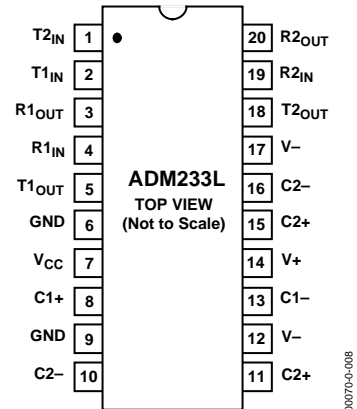 T2IN 1 20 R2OUT
T1IN 2 19 R2IN
R1OUT 3 18 T2OUT
R1IN 4 17 V–
T1OUT 5 ADM233L 16 C2–
TOP VIEW
GND 6 (Not to Scale) 15 C2+
VCC 7 14 V+
C1+ 8 13 C1–
GND 9 12 V–
C2– 10 11 C2+
00070-0-008